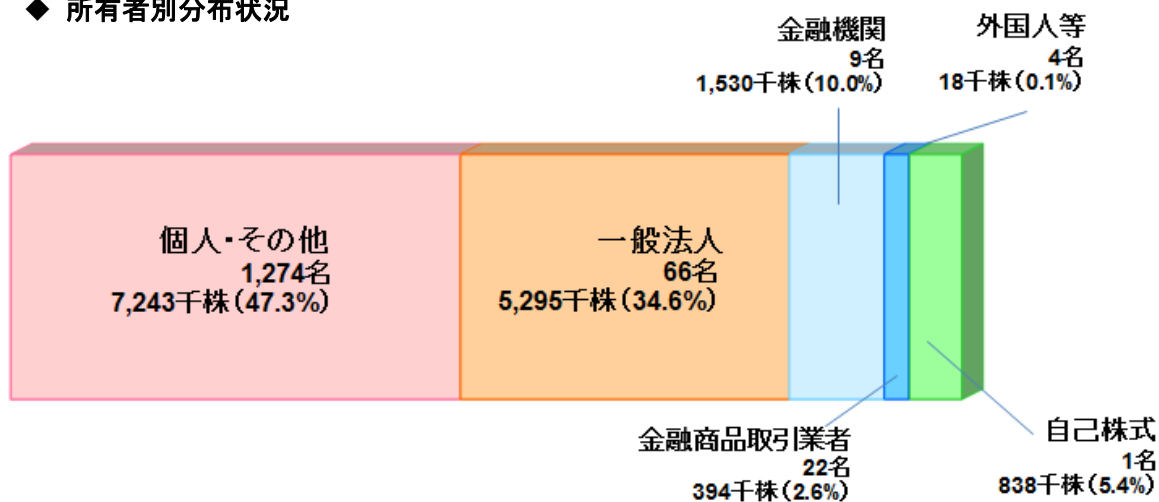 ◆ 所有者別分布状況
金融機関
9名
1,530千株(10.0%)
外国人等
4名
18千株(0.1%)
個人・その他
1,274名
7,243千株(47.3%)
一般法人
66名
5,295千株(34.6%)
金融商品取引業者
22名
394千株(2.6%)
自己株式
1名
838千株(5.4%)